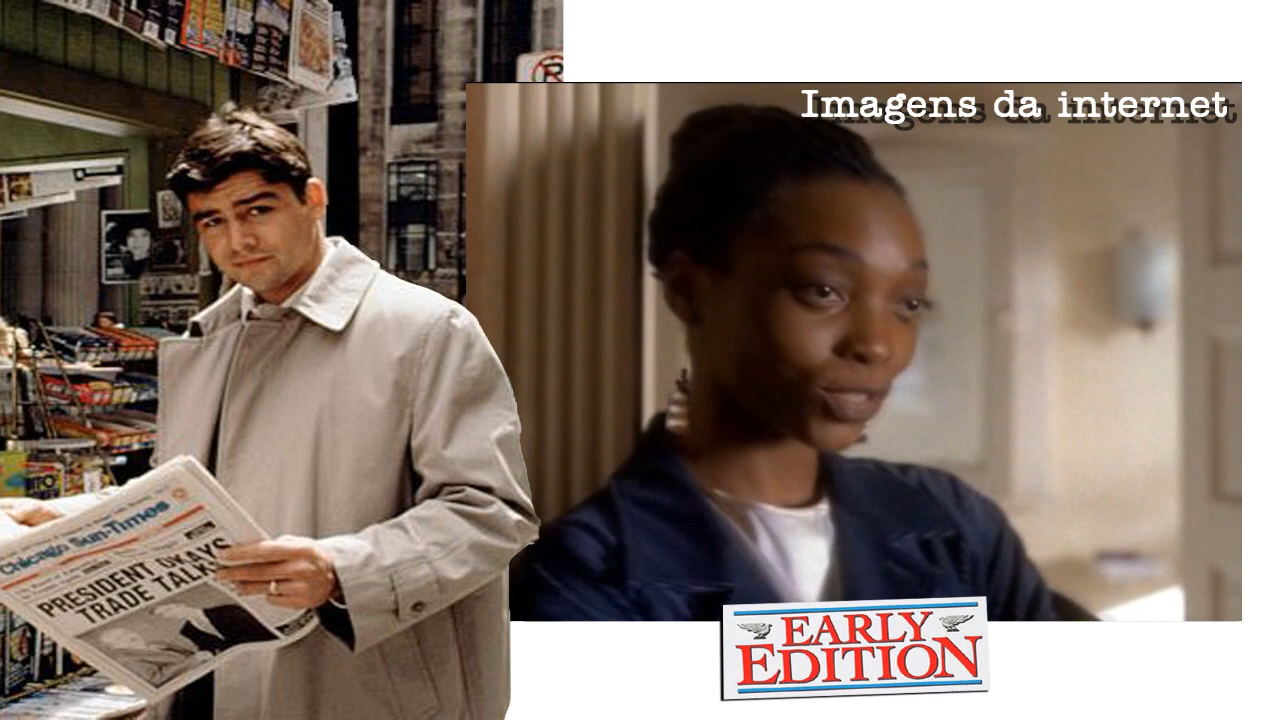 Imagens da internet
Chicago Sun-Times
PRESIDENT OKAYS
TRADE TALKS
EARLY
EDITION